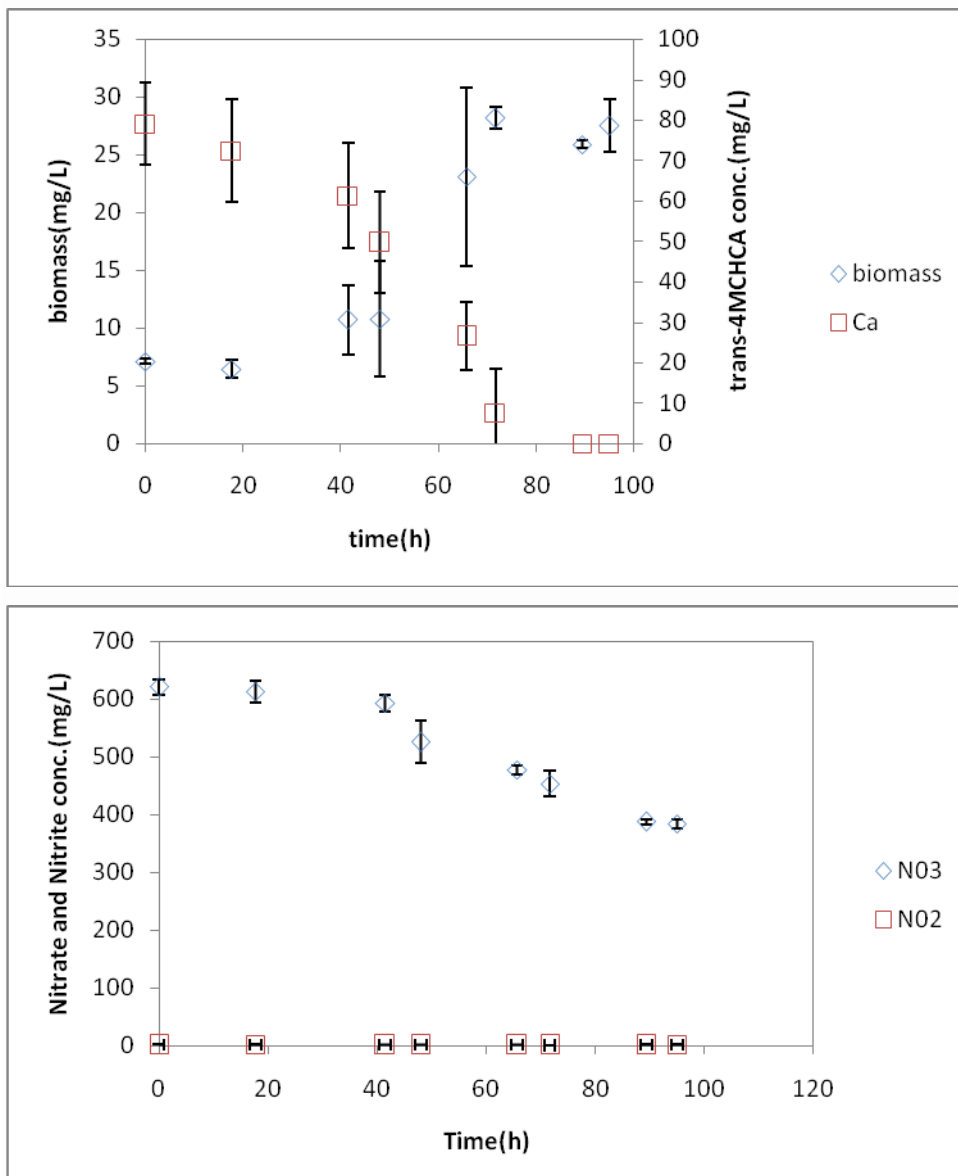 biomass(mg/L)
35
30
25
20
15
10
5
0
100
90
80
70
60
50
40
30
20
10
0
trans-4MCHCA conc.(mg/L)
biomass
Ca
0 20 40 60 80 100
time(h)
Nitrate and Nitrite conc.(mg/L)
700
600
500
400
300
200
100
0
N03
N02
0 20 40 60 80 100 120
Time(h)